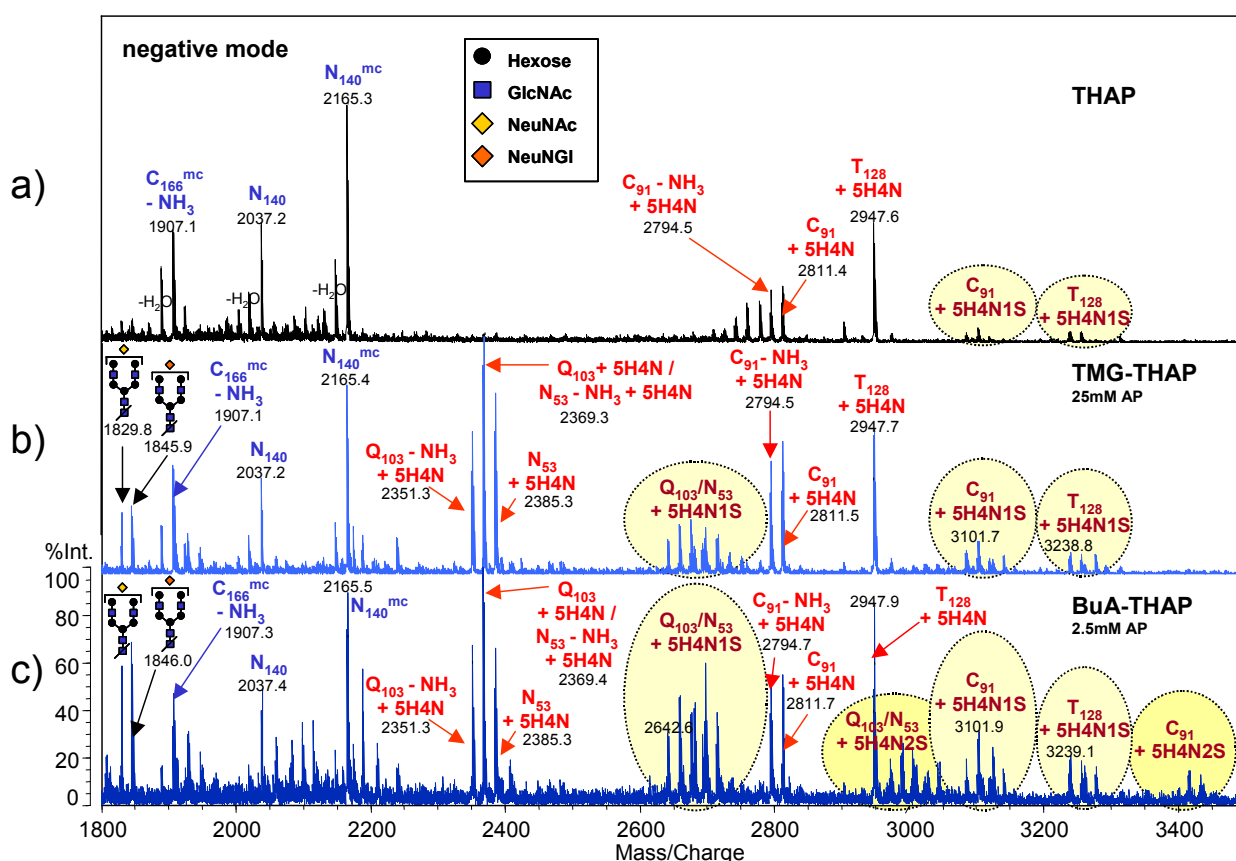 negative mode
Hexose
GlcNAc
NeuNAc
NeuNGl
THAP
a)
C166mc
- NH3
1907.1
-H2O
N140
2037.2
-H2O
N140mc
2165.3
-H2O
C91 - NH3
+ 5H4N
2794.5
C91
+ 5H4N
2811.4
T128
+ 5H4N
2947.6
C91
+ 5H4N1S
T128
+ 5H4N1S
TMG-THAP
25mM AP
b)
1829.8
1845.9
C166mc
- NH3
1907.1
N140
2037.2
N140mc
2165.4
Q103 + 5H4N /
N53 - NH3 + 5H4N
2369.3
Q103 - NH3
+ 5H4N
2351.3
N53
+ 5H4N
2385.3
Q103/N53
+ 5H4N1S
C91 - NH3
+ 5H4N
2794.5
C91
+ 5H4N
2811.5
T128
+ 5H4N
2947.7
C91
+ 5H4N1S
3101.7
T128
+ 5H4N1S
3238.8
BuA-THAP
2.5mM AP
c)
%Int.
100
80
60
40
20
0
1846.0
C166mc
- NH3
1907.3
N140
2037.4
2165.5
N140mc
Q103
+ 5H4N /
N53 - NH3
+ 5H4N
2369.4
Q103 - NH3
+ 5H4N
2351.3
N53
+ 5H4N
2385.3
Q103/N53
+ 5H4N1S
2642.6
C91 - NH3
+ 5H4N
2794.7
C91
+ 5H4N
2811.7
2947.9
T128
+ 5H4N
Q103/N53
+ 5H4N2S
C91
+ 5H4N1S
3101.9
T128
+ 5H4N1S
3239.1
C91
+ 5H4N2S
1800 2000 2200 2400 2600 2800 3000 3200 3400
Mass/Charge